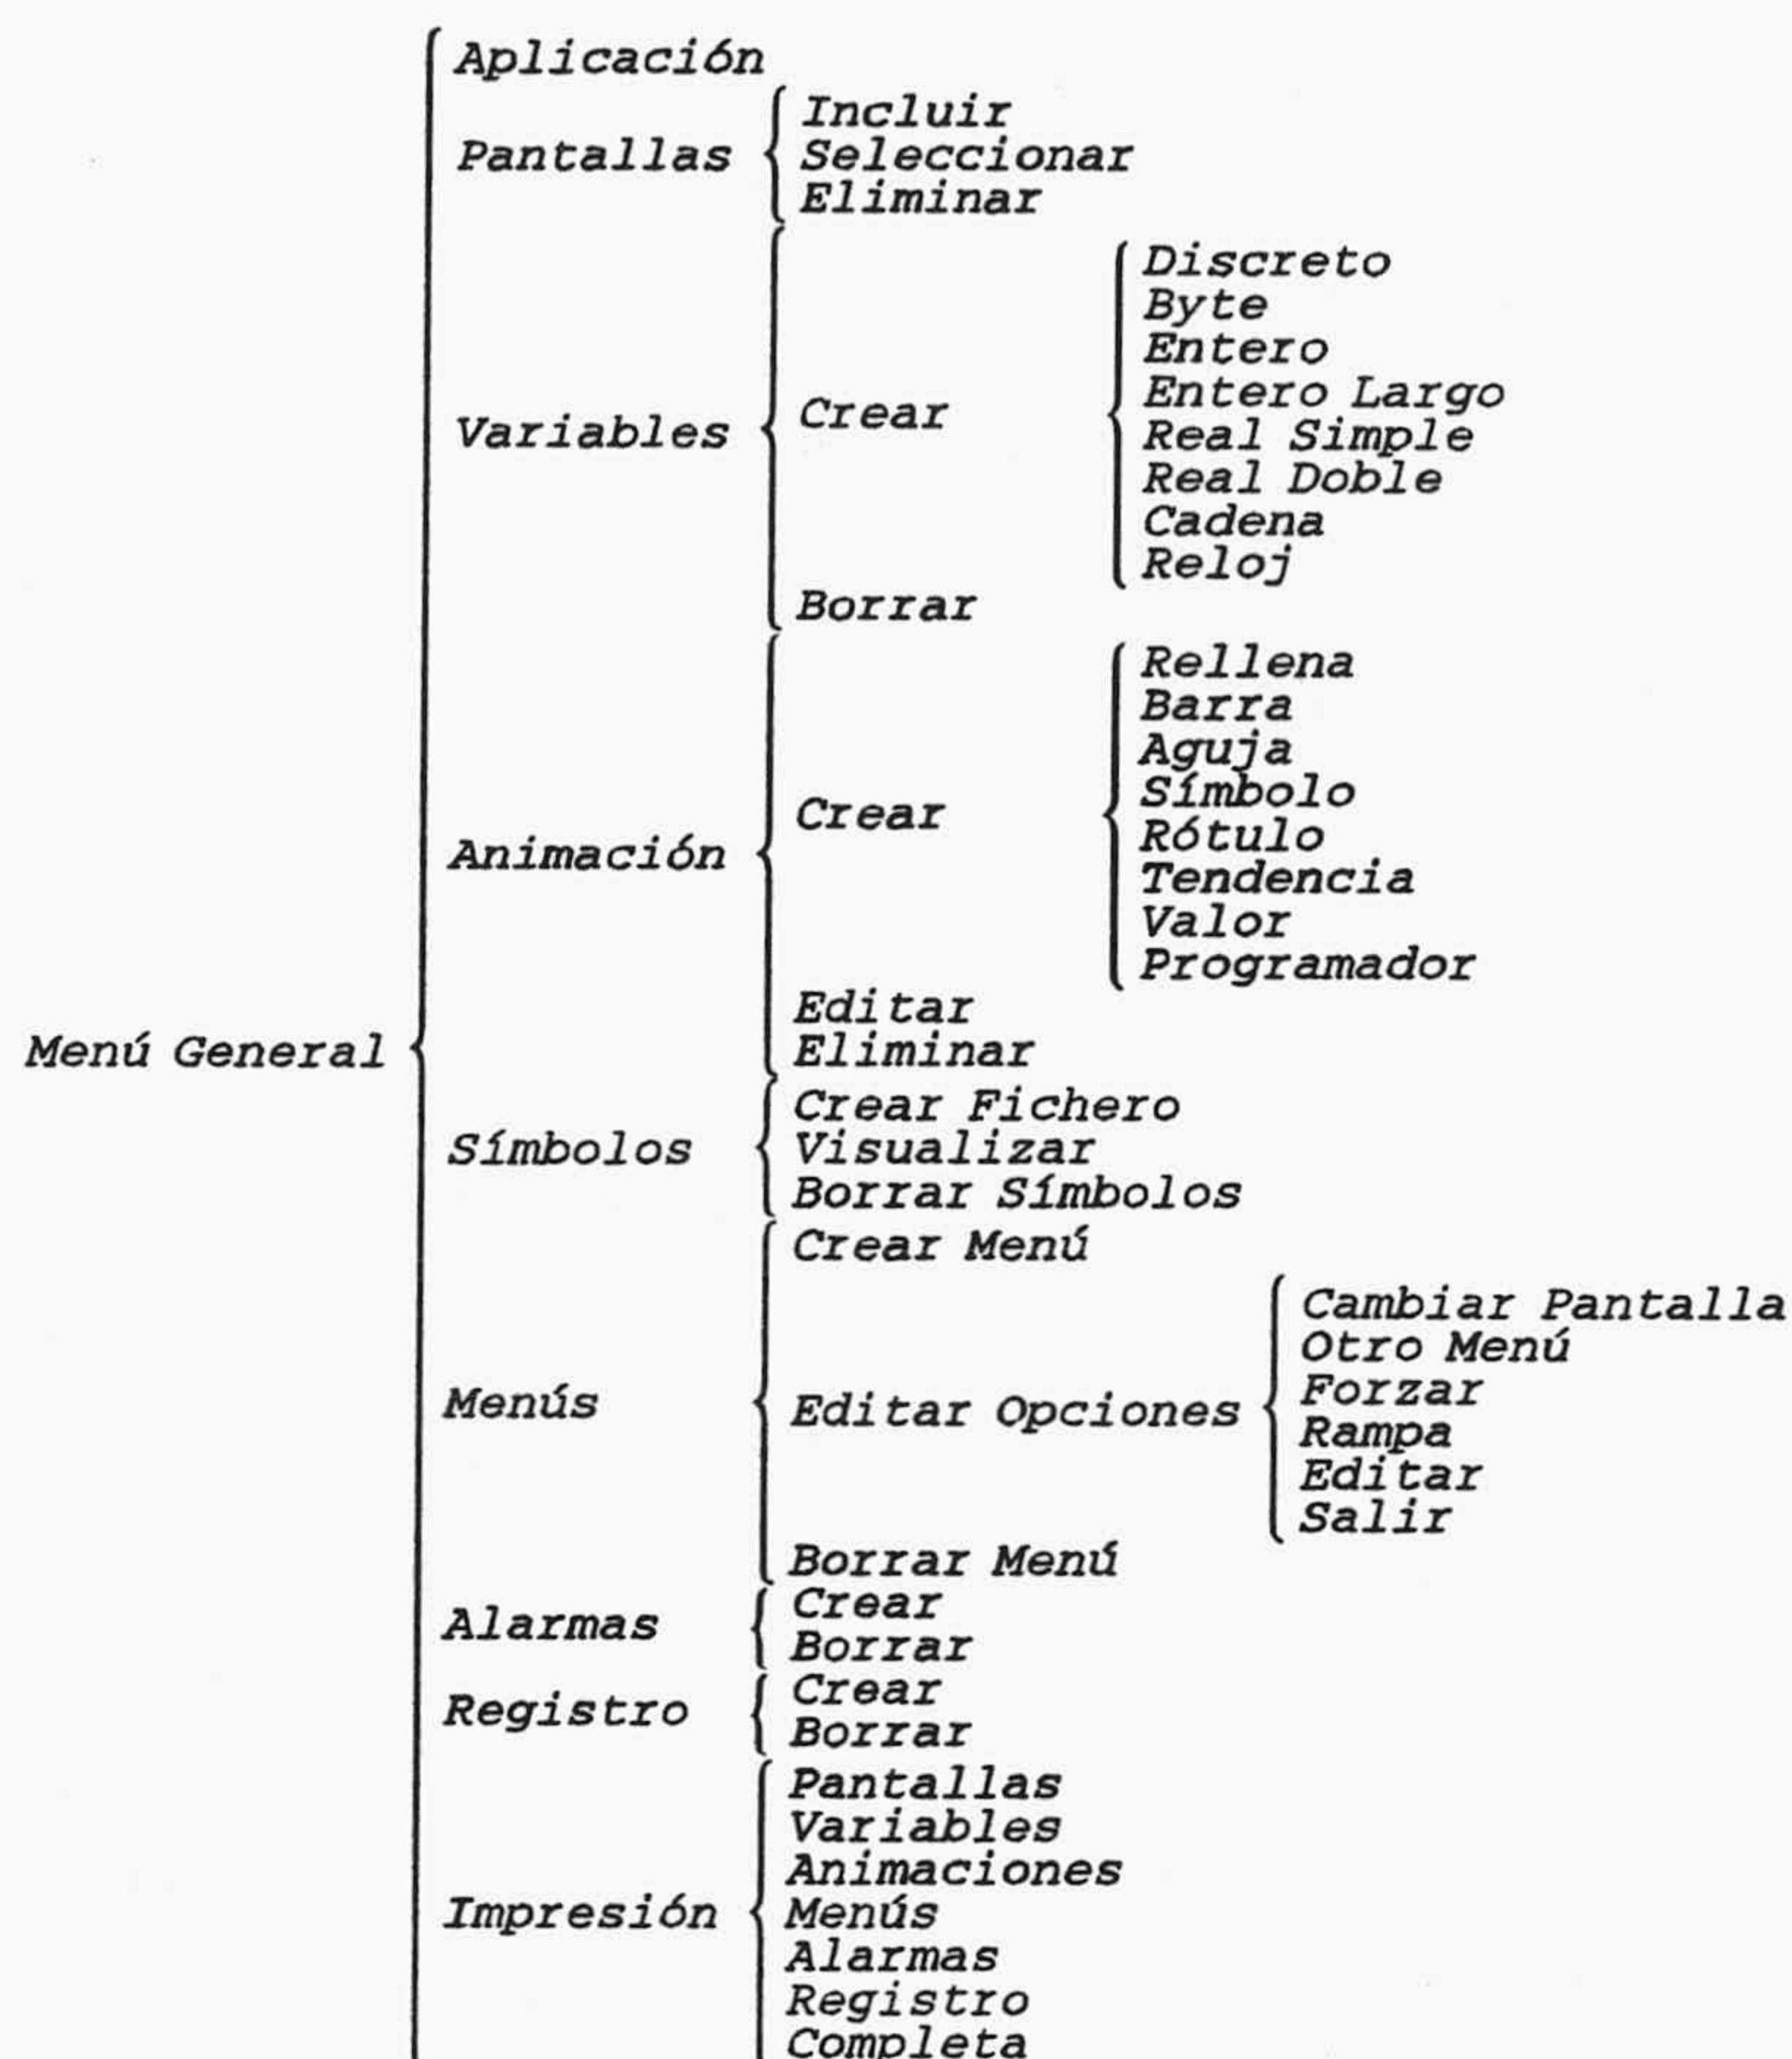 Aplicación
Pantallas
Incluir
Seleccionar
Eliminar
Variables
Crear
Discreto
Byte
Entero
Entero Largo
Real Simple
Real Doble
Cadena
Reloj
Borrar
Animación
Crear
Rellena
Barra
Aguja
Símbolo
Rótulo
Tendencia
Valor
Programador
Editar
Eliminar
Menú General
Símbolos
Crear Fichero
Visualizar
Borrar Símbolos
Menús
Crear Menú
Editar Opciones
Cambiar Pantalla
Otro Menú
Forzar
Rampa
Editar
Salir
Borrar Menú
Alarmas
Crear
Borrar
Registro
Crear
Borrar
Impresión
Pantallas
Variables
Animaciones
Menús
Alarmas
Registro
Completa